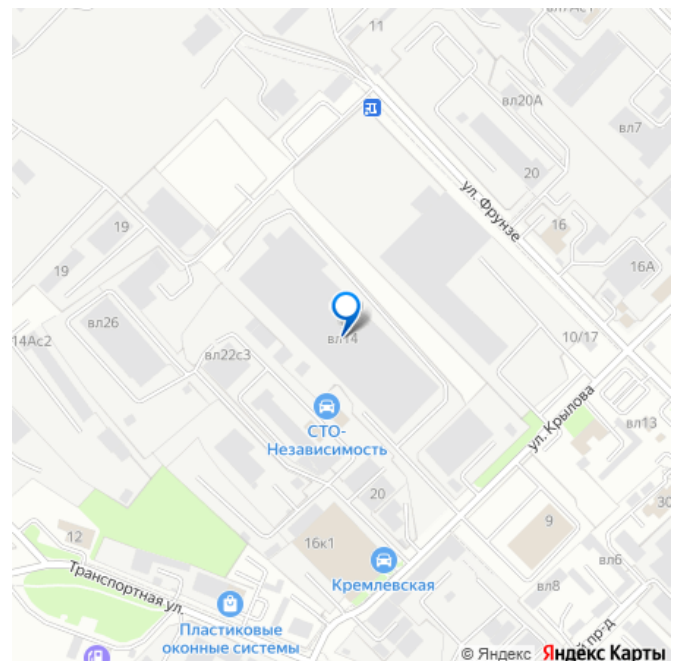 11
вл20А
вл7
20
ул. Фрунзе
16
19
16А
19
вл26
14Ас2
вл14
10/17
вл22с3
ул. Крылова
вл13
СТО-
Независимость
20
9
12
16к1
вл6
Кремлевская
вл8
Транспортная ул.
Пластиковые
оконные системы
й пр-д
© Яндекс Яндекс Карты